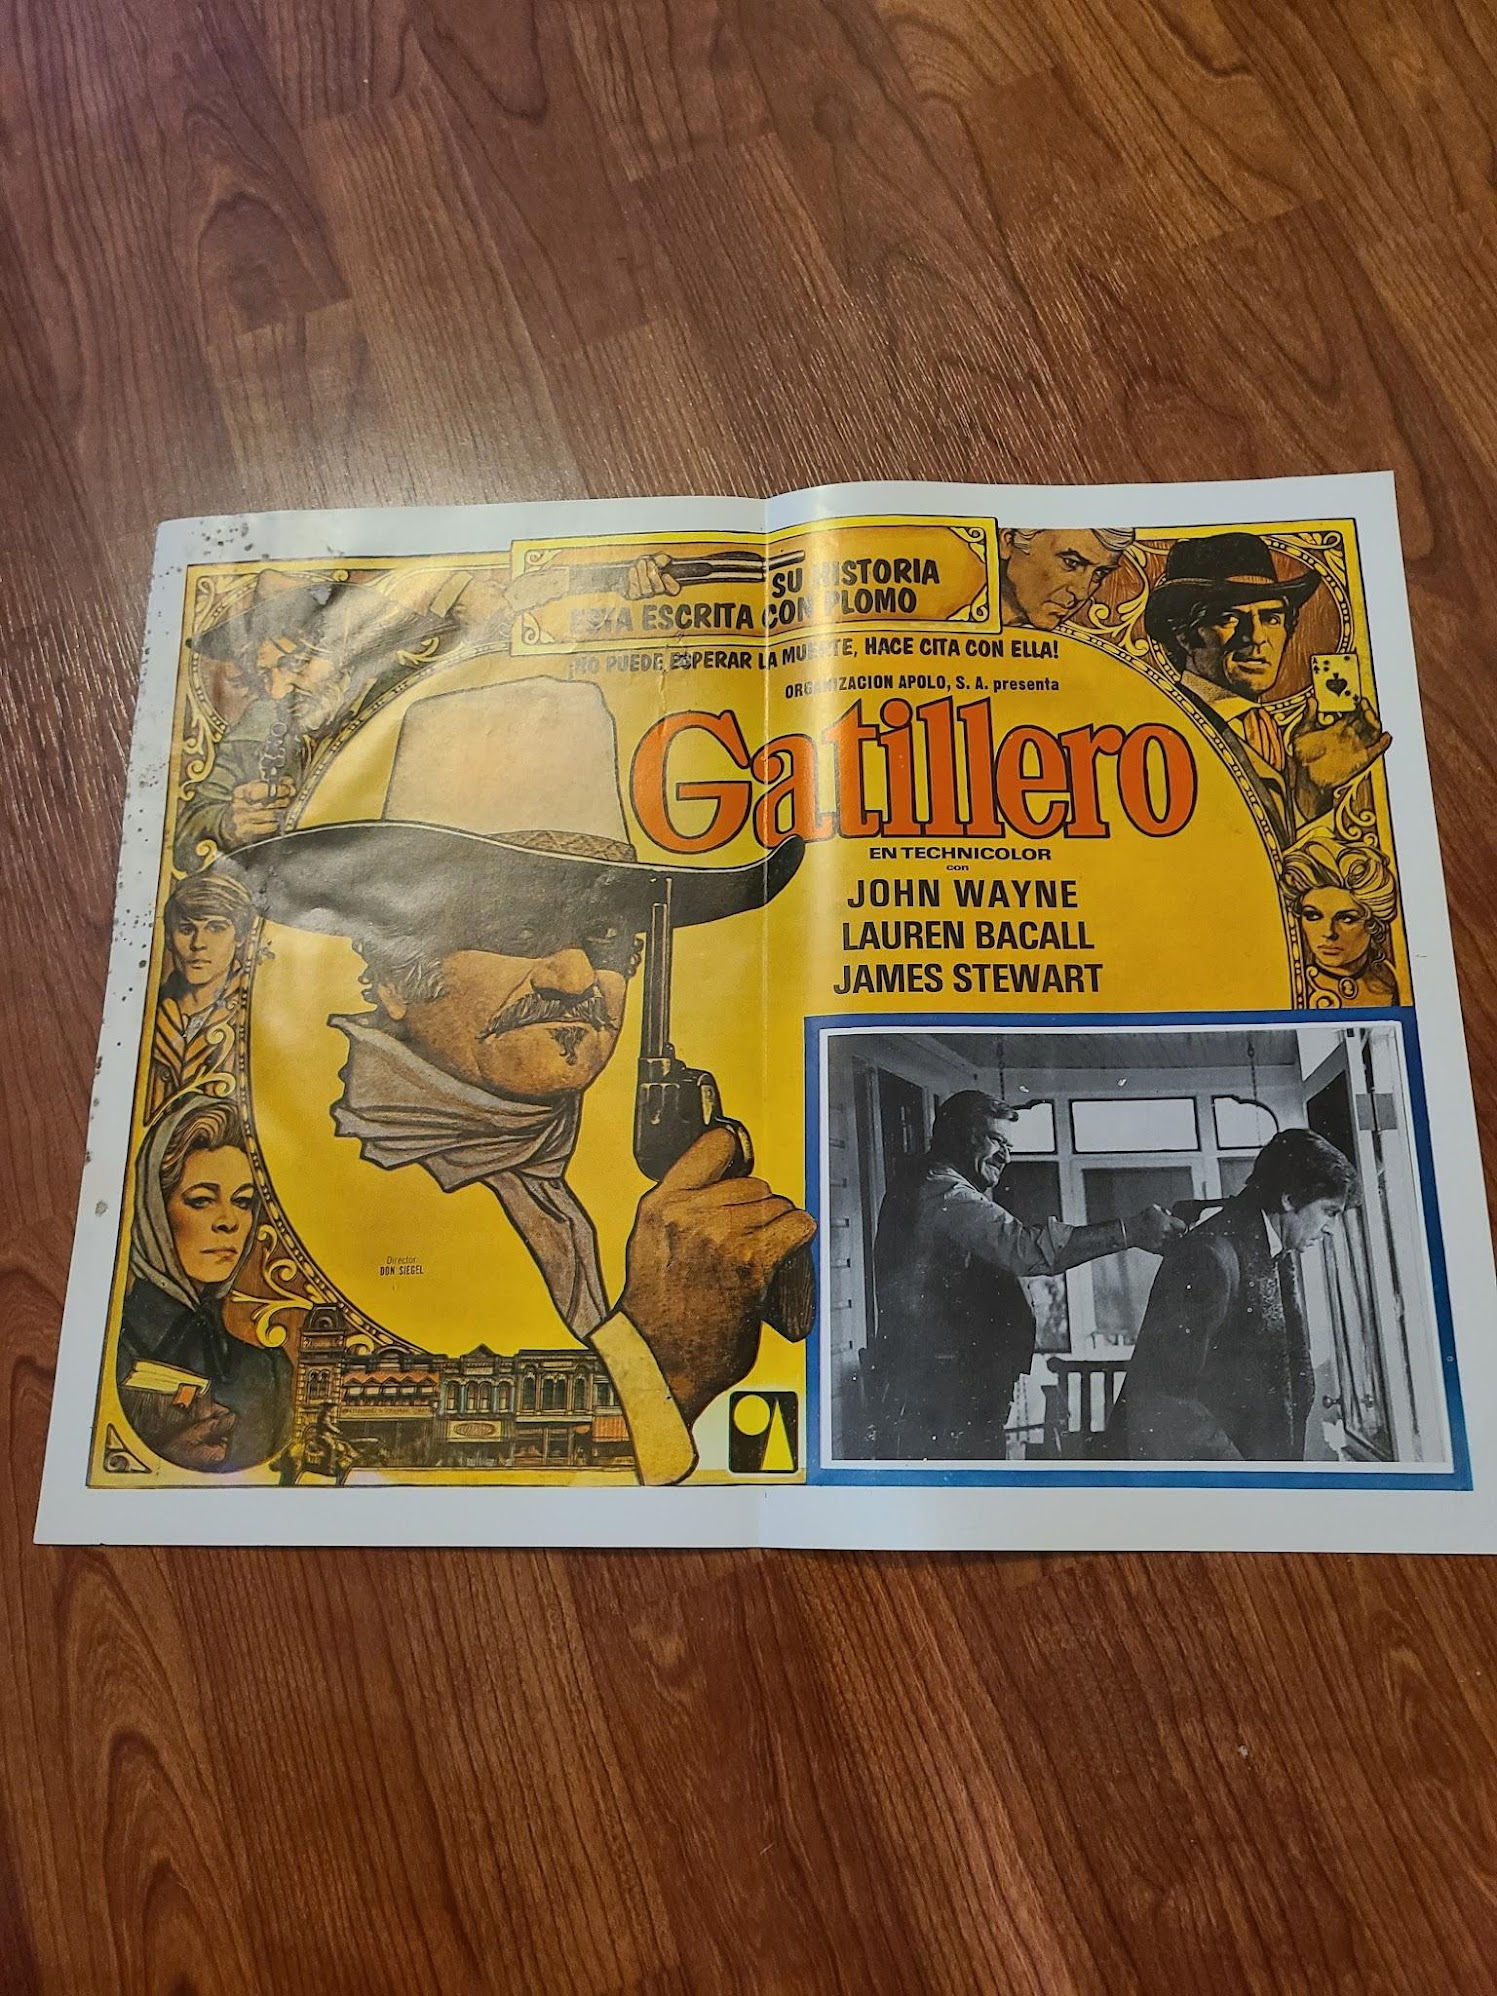 SU HISTORIA
ESTA ESCRITA CON PLOMO
¡NO PUEDE ESPERAR LA MUERTE, HACE CITA CON ELLA!
ORGANIZACION APOLO, S. A. presenta
Gatillero
EN TECHNICOLOR
con
JOHN WAYNE
LAUREN BACALL
JAMES STEWART
Director
DON SIEGEL